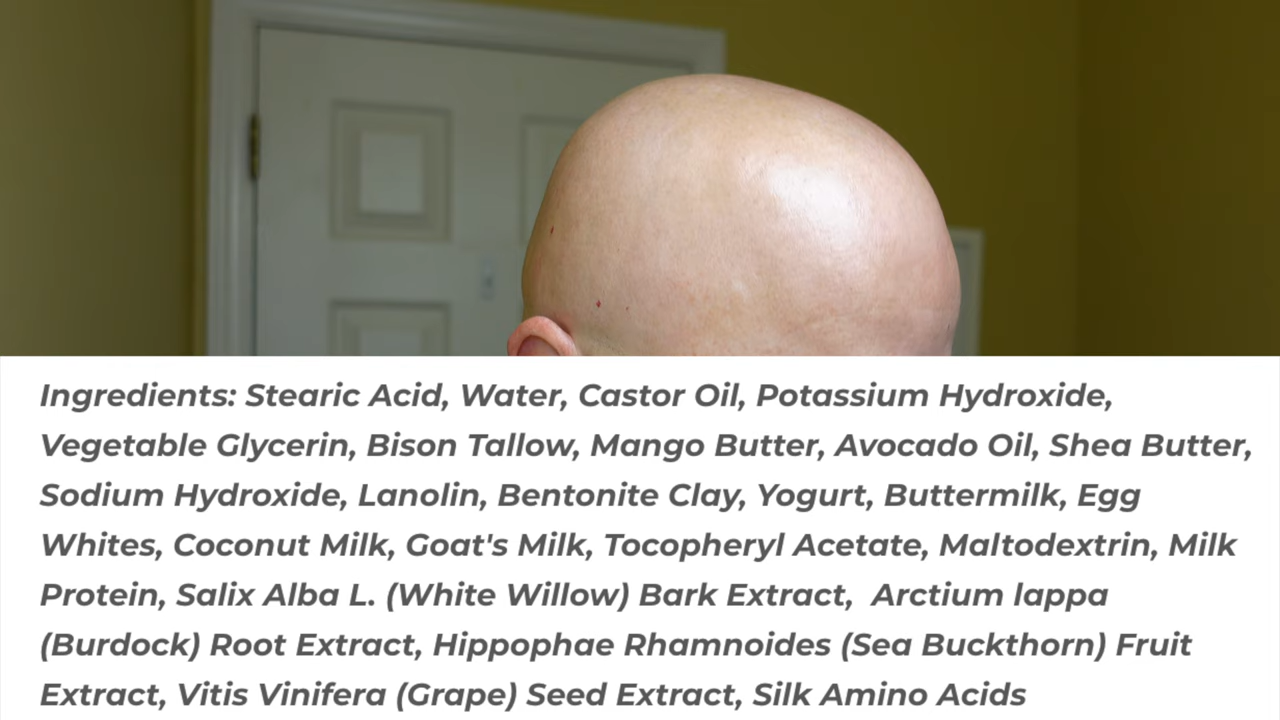 Ingredients: Stearic Acid, Water, Castor Oil, Potassium Hydroxide,
Vegetable Glycerin, Bison Tallow, Mango Butter, Avocado Oil, Shea Butter,
Sodium Hydroxide, Lanolin, Bentonite Clay, Yogurt, Buttermilk, Egg
Whites, Coconut Milk, Goat's Milk, Tocopheryl Acetate, Maltodextrin, Milk
Protein, Salix Alba L. (White Willow) Bark Extract,  Arctium lappa
(Burdock) Root Extract, Hippophae Rhamnoides (Sea Buckthorn) Fruit
Extract, Vitis Vinifera (Grape) Seed Extract, Silk Amino Acids